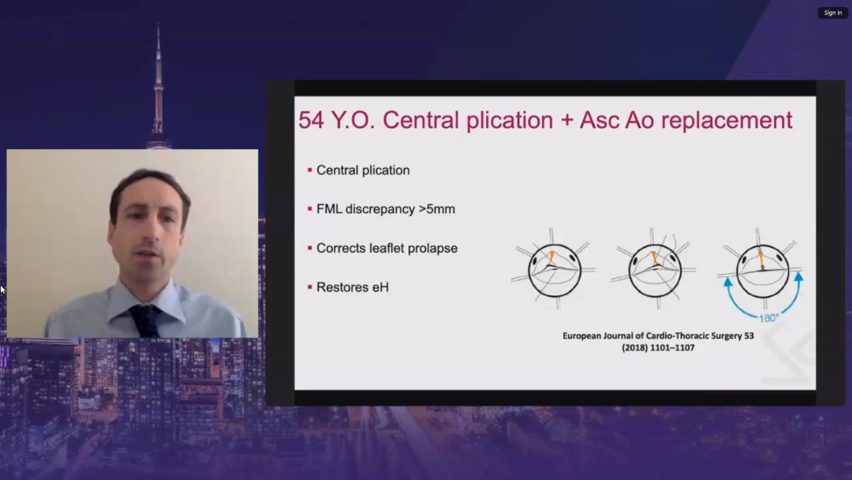 Sign in
54 Y.O. Central plication + Asc Ao replacement
Central plication
FML discrepancy >5mm
Corrects leaflet prolapse
Restores eH
180°
European Journal of Cardio-Thoracic Surgery 53
(2018) 1101–1107